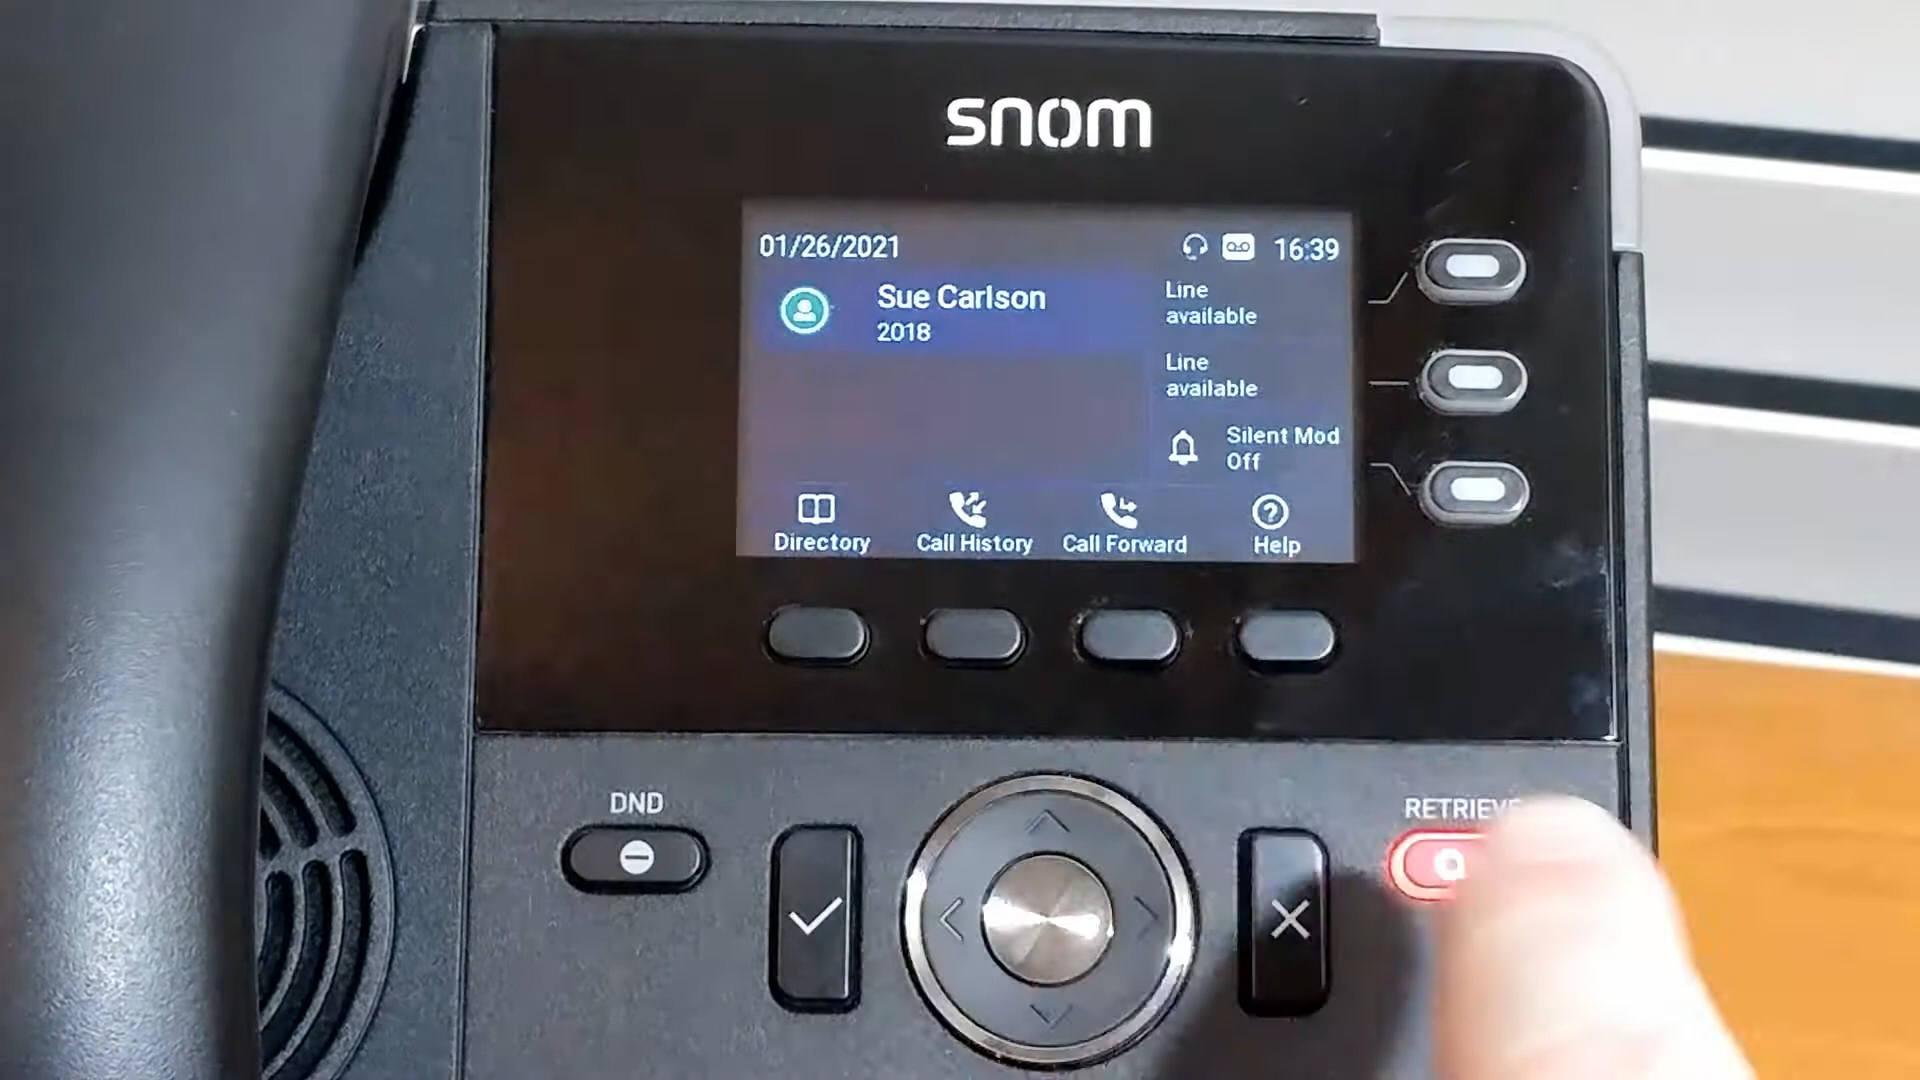 snom
01/26/2021
16:39
Sue Carlson
2018
Line
available
Line
available
Silent Mod
Off
Directory
Call History
Call Forward
Help
DND
RETRIEVE